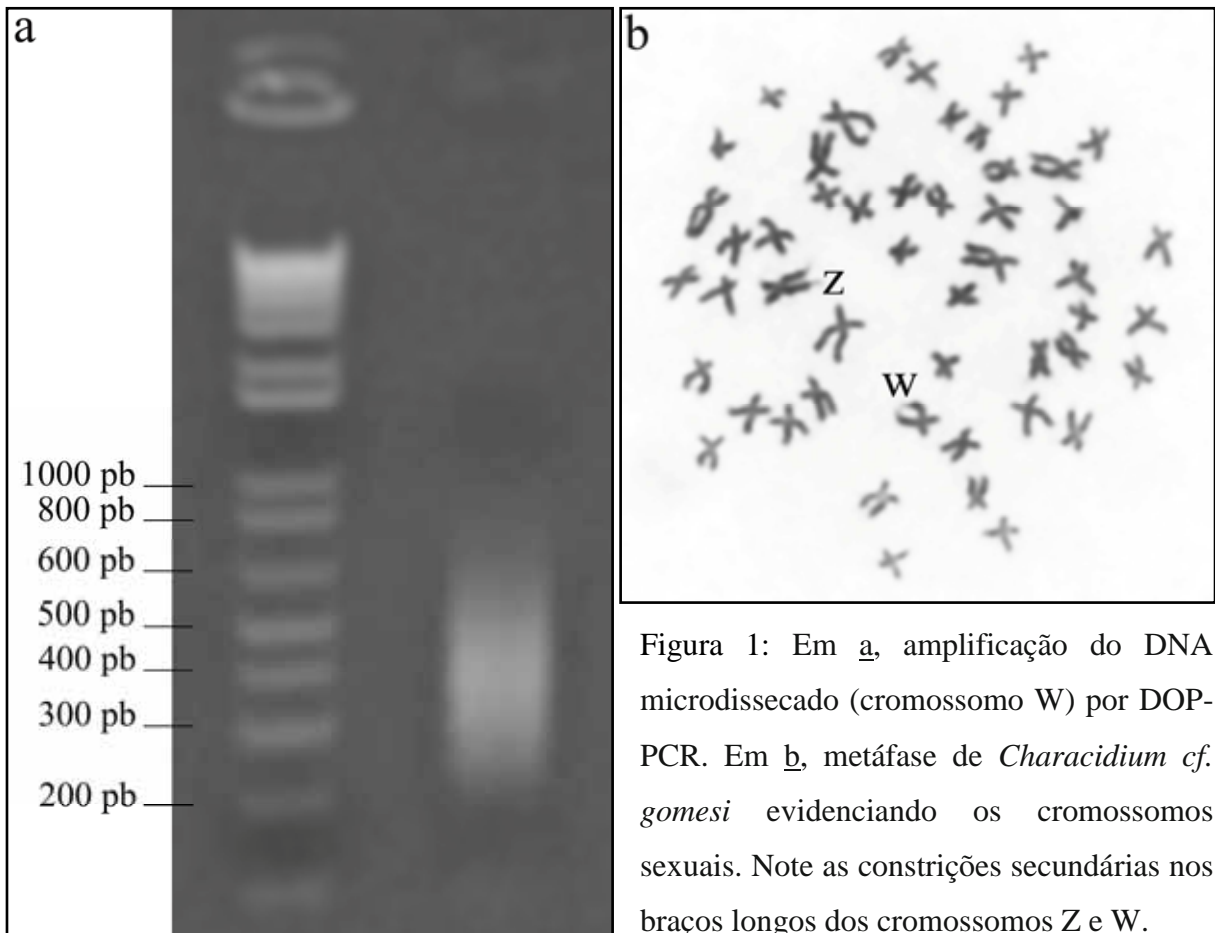 a
1000 pb
800 pb
600 pb
500 pb
400 pb
300 pb
200 pb
b
Z
W
Figura 1: Em a, amplificação do DNA
microdissecado (cromossomo W) por DOP-
PCR. Em b, metáfase de Characidium cf.
gomesi evidenciando os cromossomos
sexuais. Note as constrições secundárias nos
braços longos dos cromossomos Z e W.